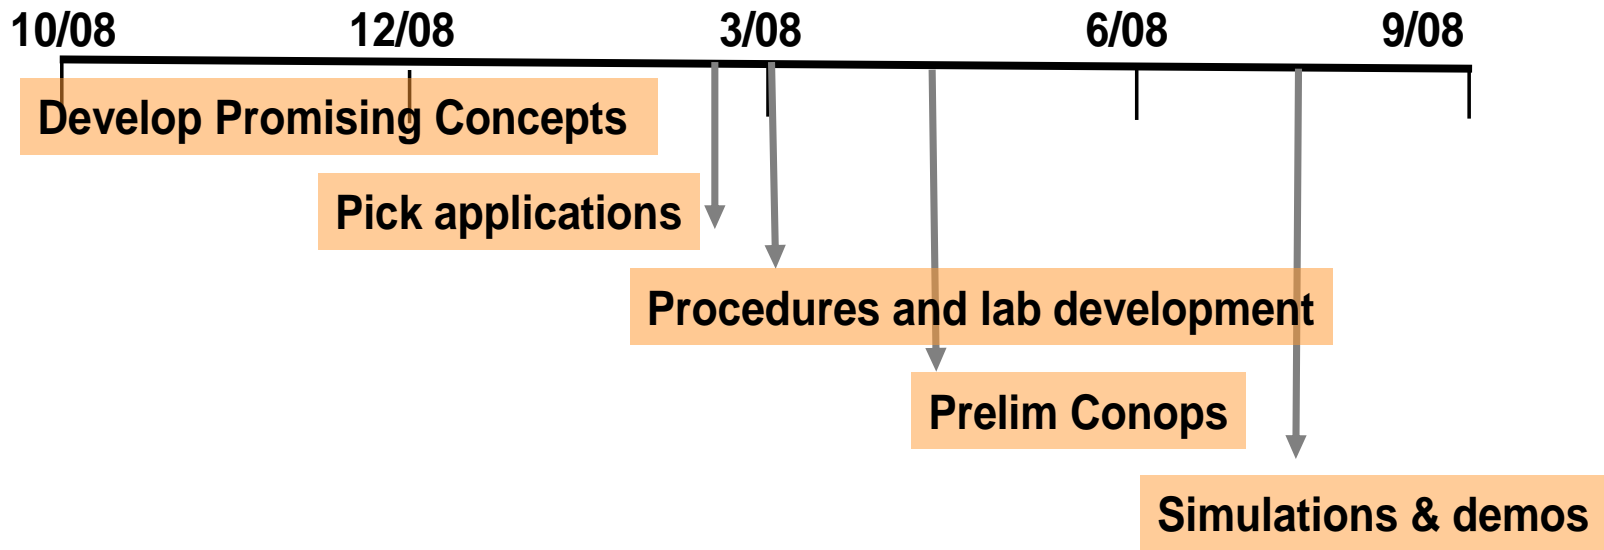 10/08 12/08 3/08 6/08 9/08
Develop Promising Concepts
Pick applications
Procedures and lab development
Prelim Conops
Simulations & demos